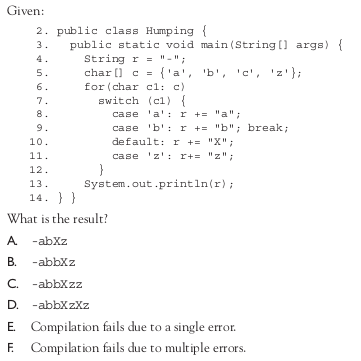 Given:
2. public class Humping {
3. public static void main(String[] args) {
4. String r = "-";
5. char[] c = {'a', 'b', 'c', 'z'};
6. for(char c1: c)
7. switch (c1) {
8. case 'a': r += "a";
9. case 'b': r += "b"; break;
10. default: r += "X";
11. case 'z': r+= "z";
12. }
13. System.out.println(r);
14. } }
What is the result?
A. -abXz
B. -abbXz
C. -abbXzz
D. -abbXzXz
E. Compilation fails due to a single error.
F. Compilation fails due to multiple errors.